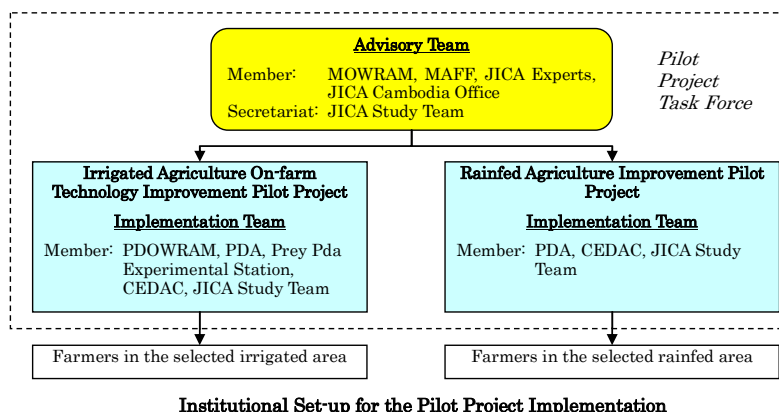 Advisory Team
Member: MOWRAM, MAFF, JICA Experts,
JICA Cambodia Office
Secretariat: JICA Study Team
Pilot
Project
Task Force
Irrigated Agriculture On-farm
Technology Improvement Pilot Project
Implementation Team
Member: PDOWRAM, PDA, Prey Pda
Experimental Station,
CEDAC, JICA Study Team
Rainfed Agriculture Improvement Pilot
Project
Implementation Team
Member: PDA, CEDAC, JICA Study
Team
Farmers in the selected irrigated area
Farmers in the selected rainfed area
Institutional Set-up for the Pilot Project Implementation